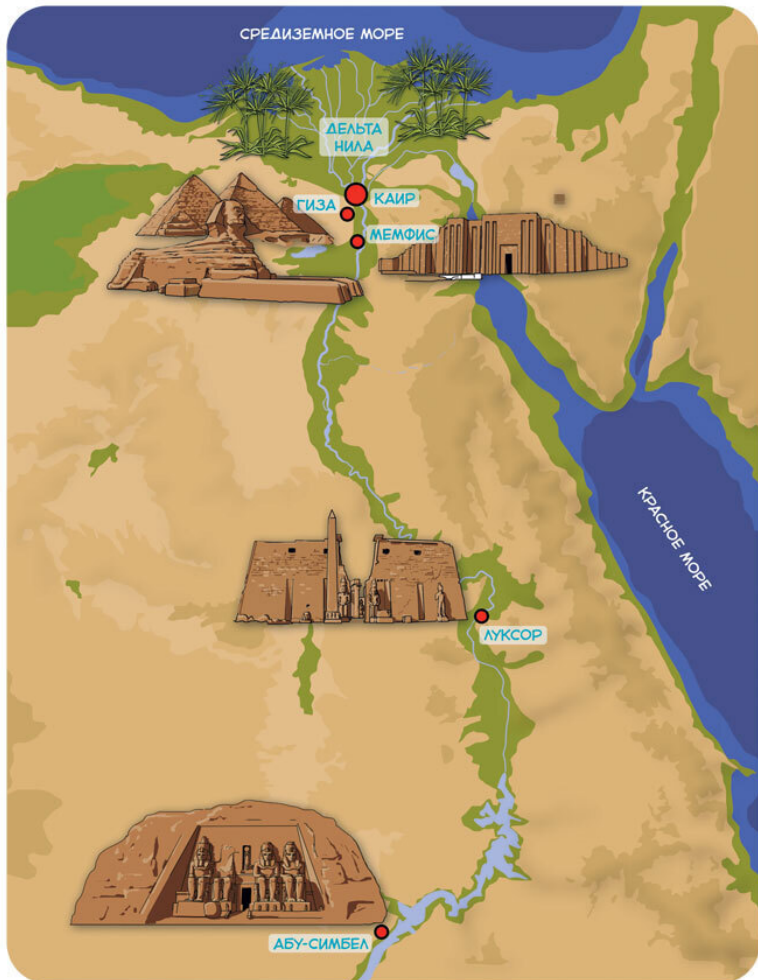 СРЕДИЗЕМНОЕ МОРЕ
ДЕЛЬТА
НИЛА
КАИР
ГИЗА
МЕМФИС
КРАСНОЕ МОРЕ
ЛУКСОР
АБУ-СИМБЕЛ